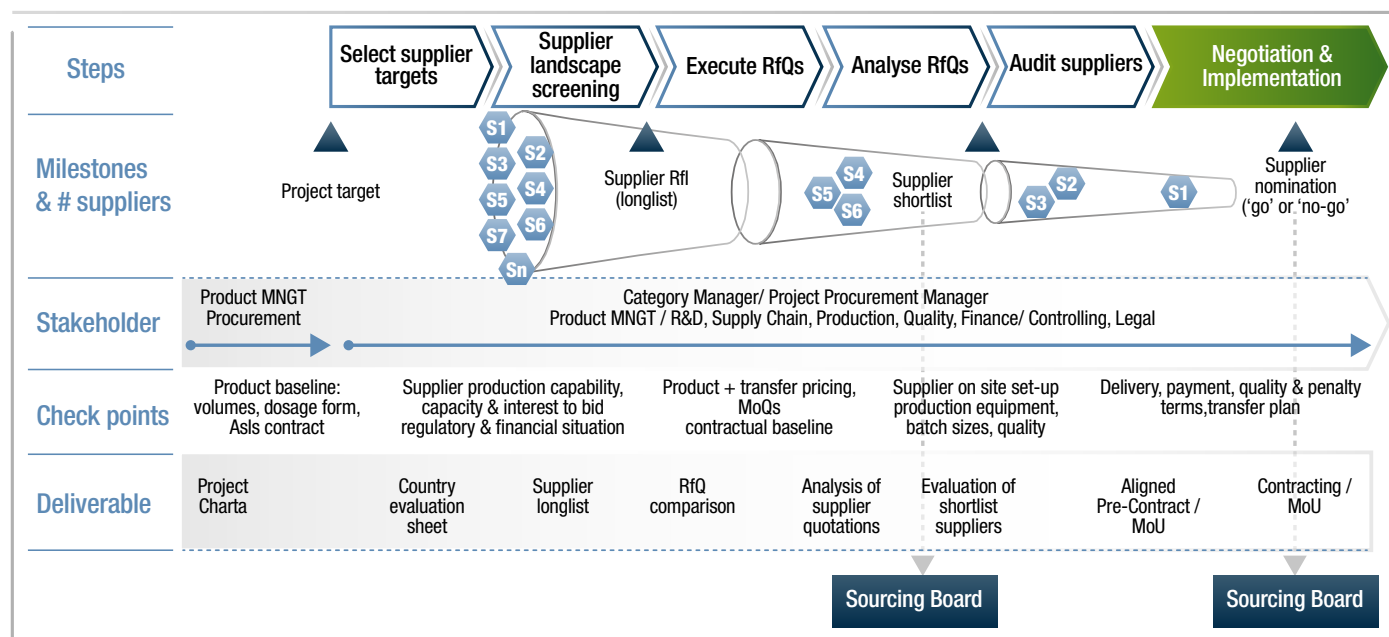 Steps
Select supplier
targets
Supplier
landscape
screening
Execute RfQs
Analyse RfQs
Audit suppliers
Negotiation &
Implementation
Milestones
& # suppliers
Project target
S1
S2
S3
S4
S5
S6
S7
Sn
Supplier RfI
(longlist)
S4
S5
S6
Supplier
shortlist
S2
S3
S1
Supplier
nomination
(‘go’ or ‘no-go’
Stakeholder
Product MNGT
Procurement
Category Manager/ Project Procurement Manager
Product MNGT / R&D, Supply Chain, Production, Quality, Finance/ Controlling, Legal
Check points
Product baseline:
volumes, dosage form,
AsIs contract
Supplier production capability,
capacity & interest to bid
regulatory & financial situation
Product + transfer pricing,
MoQs
contractual baseline
Supplier on site set-up
production equipment,
batch sizes, quality
Delivery, payment, quality & penalty
terms,transfer plan
Deliverable
Project
Charta
Country
evaluation
sheet
Supplier
longlist
RfQ
comparison
Analysis of
supplier
quotations
Evaluation of
shortlist
suppliers
Aligned
Pre-Contract /
MoU
Contracting /
MoU
Sourcing Board
Sourcing Board